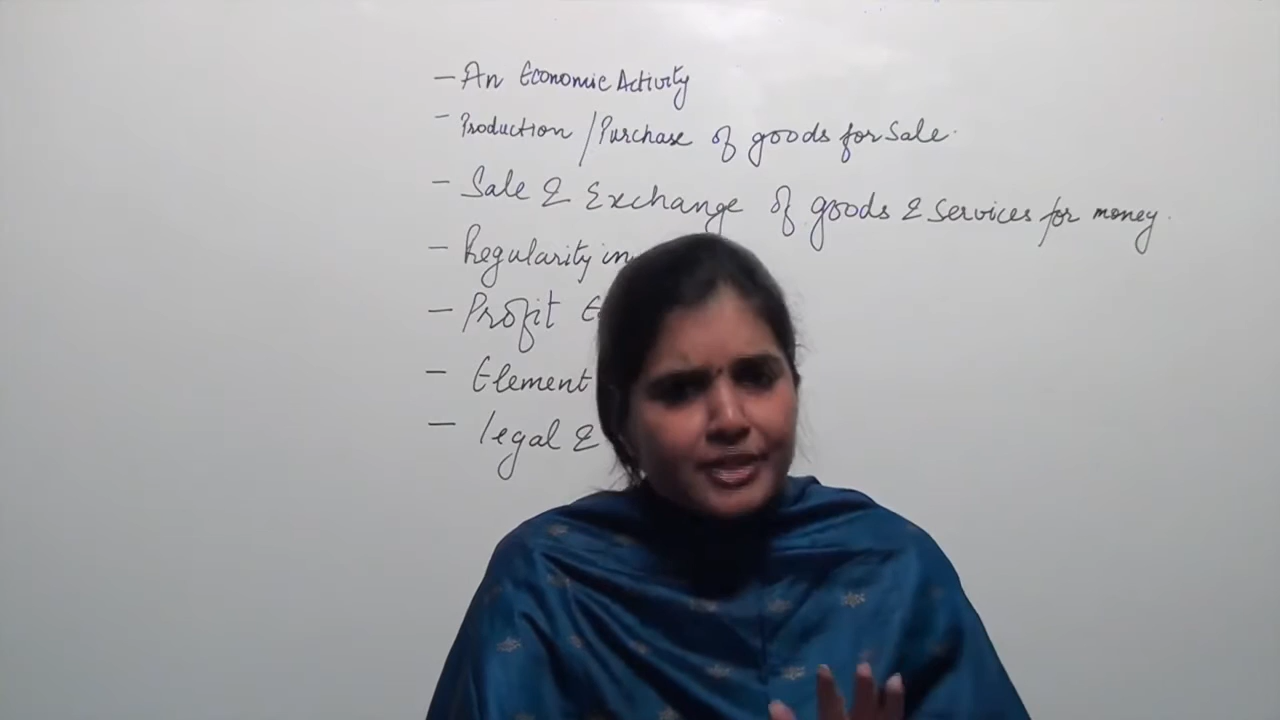 - An Economic Activity
- Production / Purchase of goods for Sale.
- Sale & Exchange of goods & Services for money.
- Regularity in
- Profit
- Element
- legal &